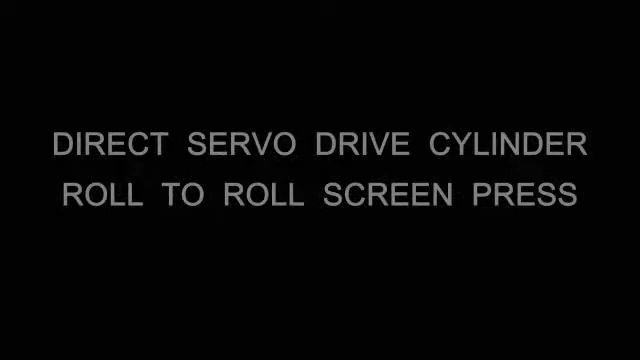 DIRECT SERVO DRIVE CYLINDER
ROLL TO ROLL SCREEN PRESS